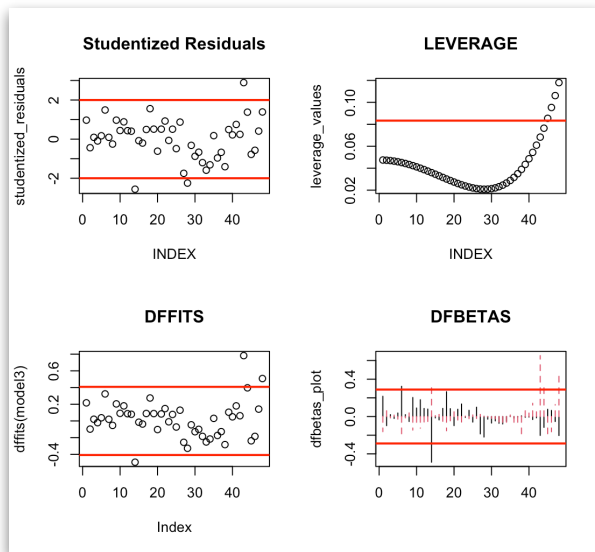 Studentized Residuals
studentized_residuals
2
0
-2
0 10 20 30 40
INDEX
LEVERAGE
leverage_values
0.10
0.06
0.02
0 10 20 30 40
INDEX
DFFITS
dffits(model3)
0.6
0.2
-0.4
0 10 20 30 40
Index
DFBETAS
dfbetas_plot
0.4
0.0
-0.4
0 10 20 30 40